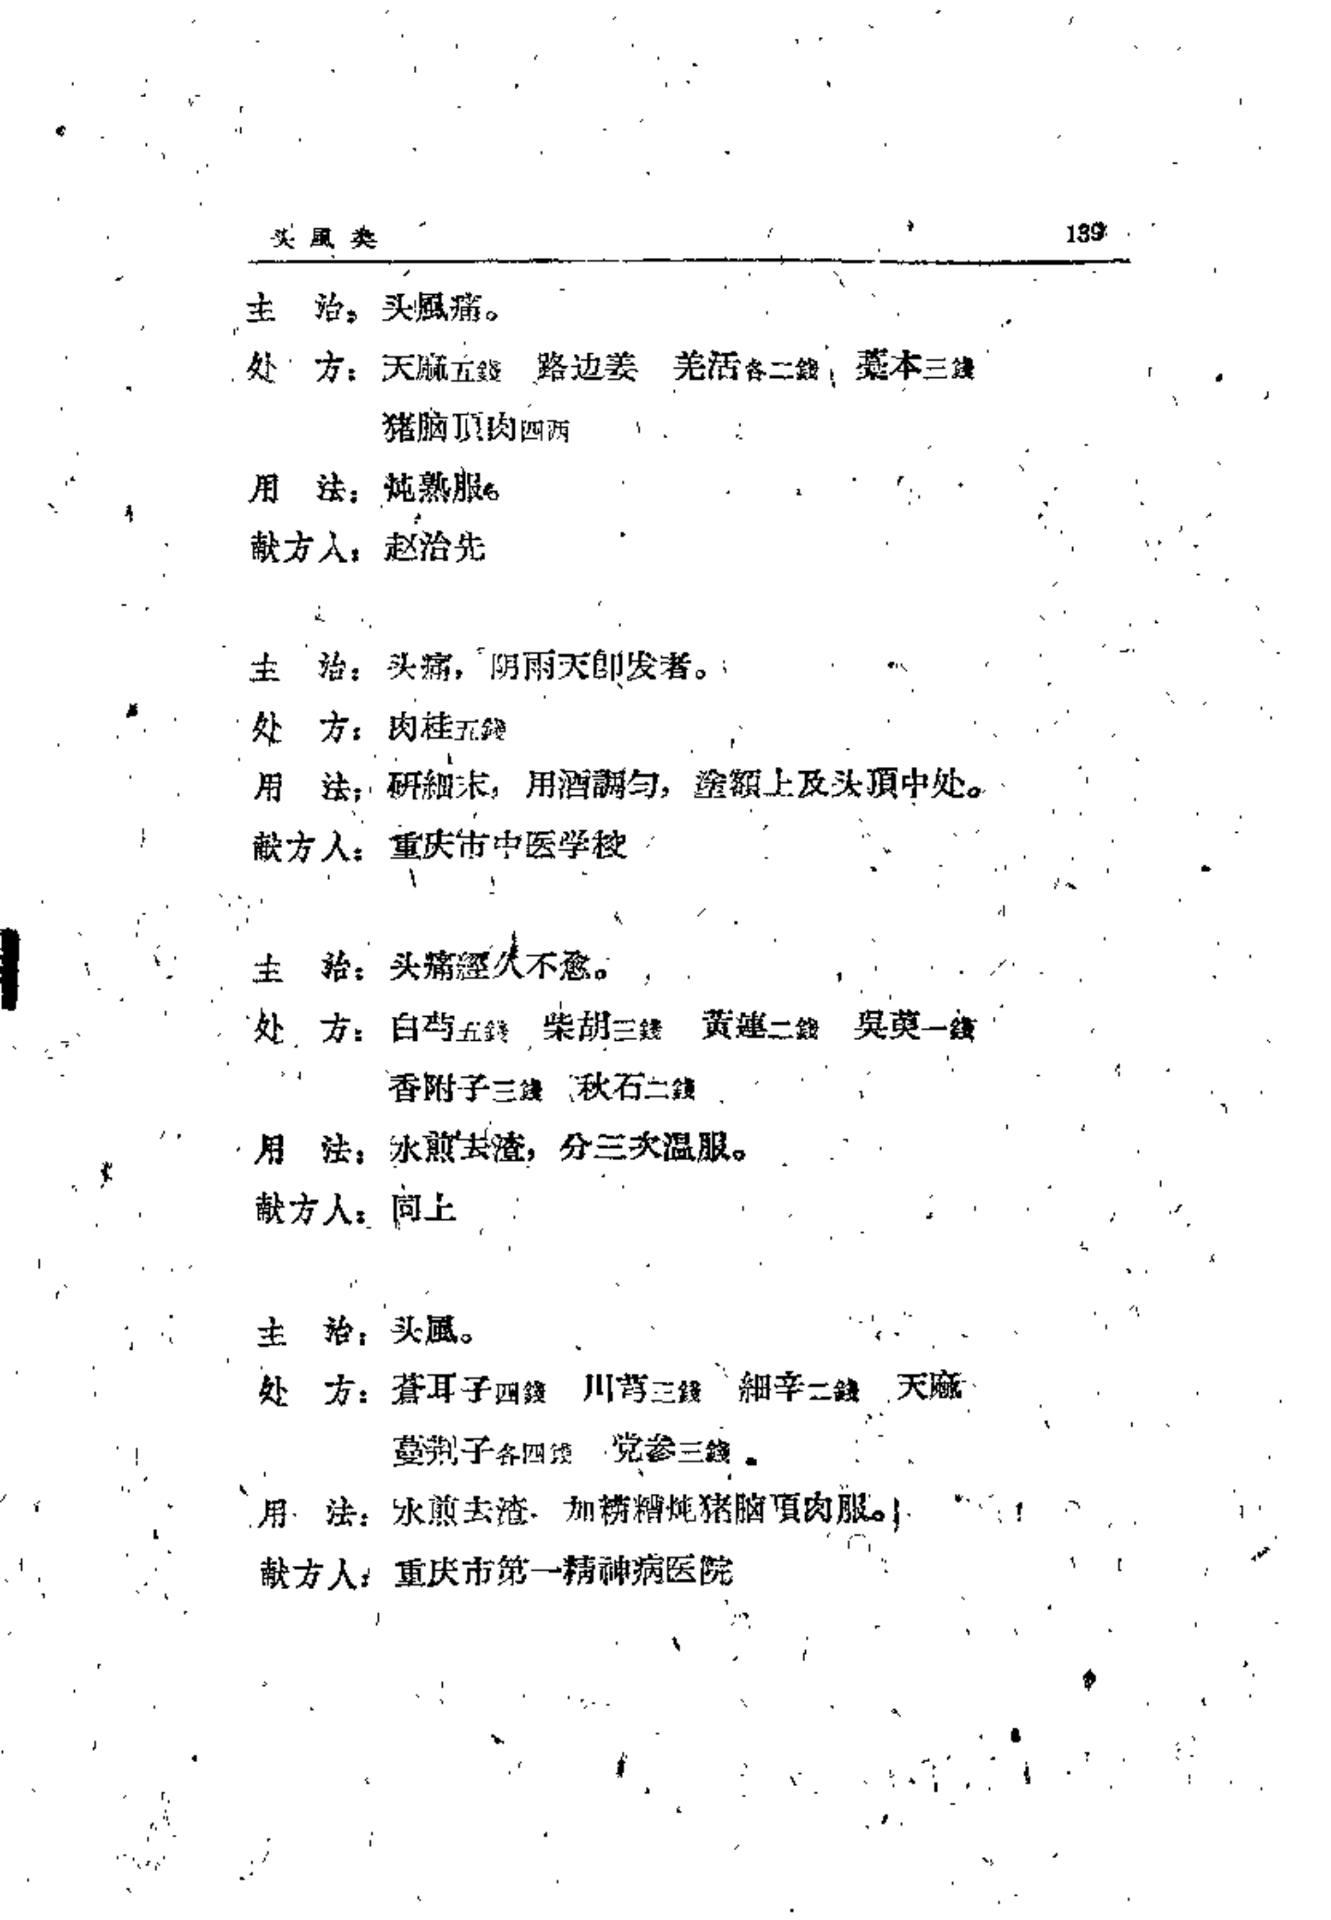 头風类 139
主 治：头風痛。
处 方：天麻五錢 路边姜 羌活各二錢 藁本三錢
猪脑頂肉四两
用 法：炖熟服。
献方人：赵治先
主 治：头痛，阴雨天卽发者。
处 方：肉桂五錢
用 法：研細末，用酒調匀，塗額上及头頂中处。
献方人：重庆市中医学校
主 治：头痛經久不愈。
处 方：白芍五錢 柴胡三錢 黃連二錢 吳萸一錢
香附子三錢 秋石二錢
用 法：水煎去渣，分三次温服。
献方人：同上
主 治：头風。
处 方：蒼耳子四錢 川芎三錢 細辛二錢 天麻
蔓荆子各四錢 党参三錢
用 法：水煎去渣，加 糟炖猪脑頂肉服。
献方人：重庆市第一精神病医院